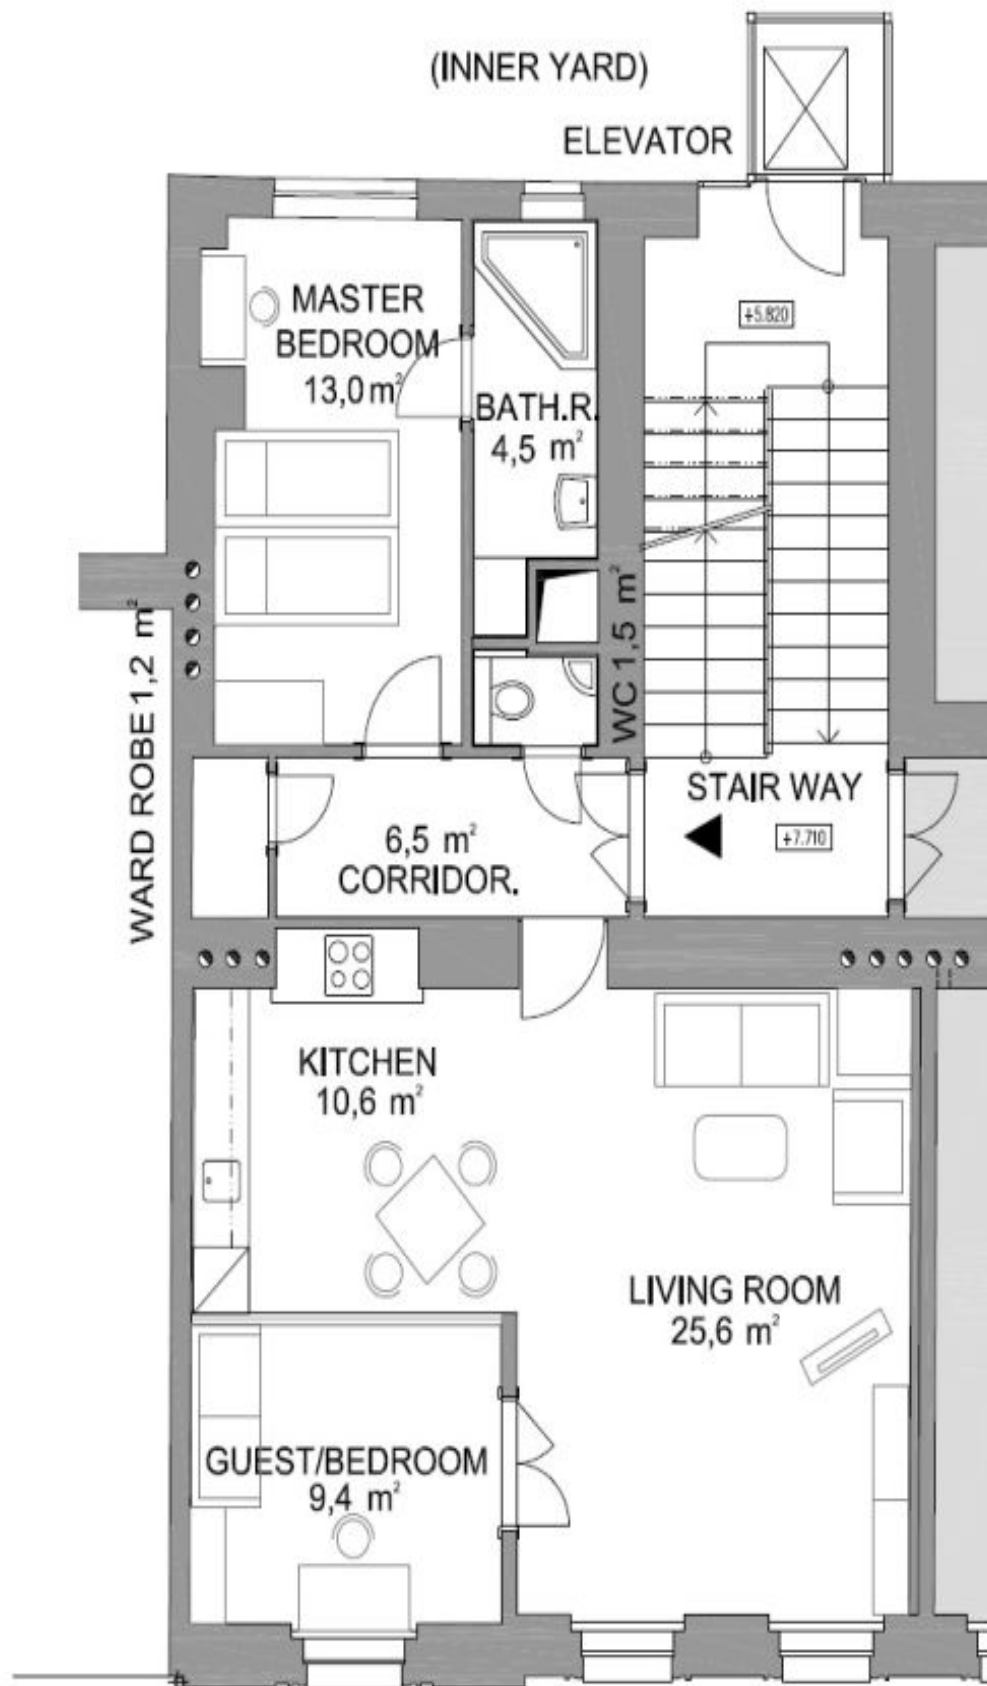 (INNER YARD)
ELEVATOR
MASTER
BEDROOM
13,0 m²
+5.820
BATH.R.
4,5 m²
WARD ROBE 1,2 m²
WC 1,5 m²
STAIR WAY
+7.710
6,5 m²
CORRIDOR.
KITCHEN
10,6 m²
LIVING ROOM
25,6 m²
GUEST/BEDROOM
9,4 m²